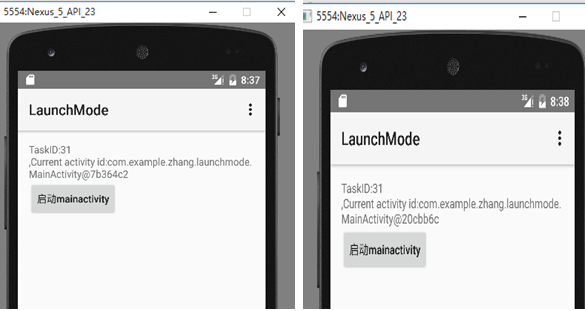 5554:Nexus_5_API_23
8:37
LaunchMode
TaskID:31
,Current activity id:com.example.zhang.launchmode.
MainActivity@7b364c2
启动mainactivity
5554:Nexus_5_API_23
8:38
LaunchMode
TaskID:31
,Current activity id:com.example.zhang.launchmode.
MainActivity@20cbb6c
启动mainactivity